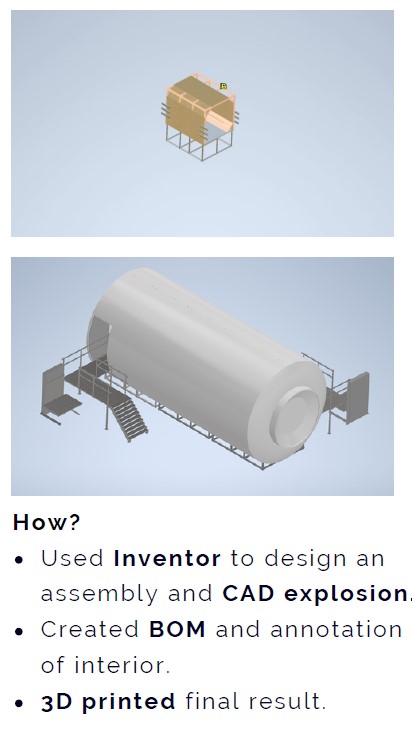 How?
• Used Inventor to design an
assembly and CAD explosion.
• Created BOM and annotation
of interior.
• 3D printed final result.